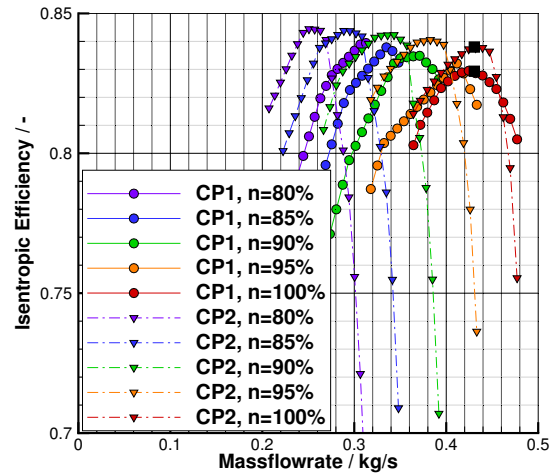 Isentropic Efficiency / -
0.85
0.8
0.75
0.7
CP1, n=80%
CP1, n=85%
CP1, n=90%
CP1, n=95%
CP1, n=100%
CP2, n=80%
CP2, n=85%
CP2, n=90%
CP2, n=95%
CP2, n=100%
0 0.1 0.2 0.3 0.4 0.5
Massflowrate / kg/s